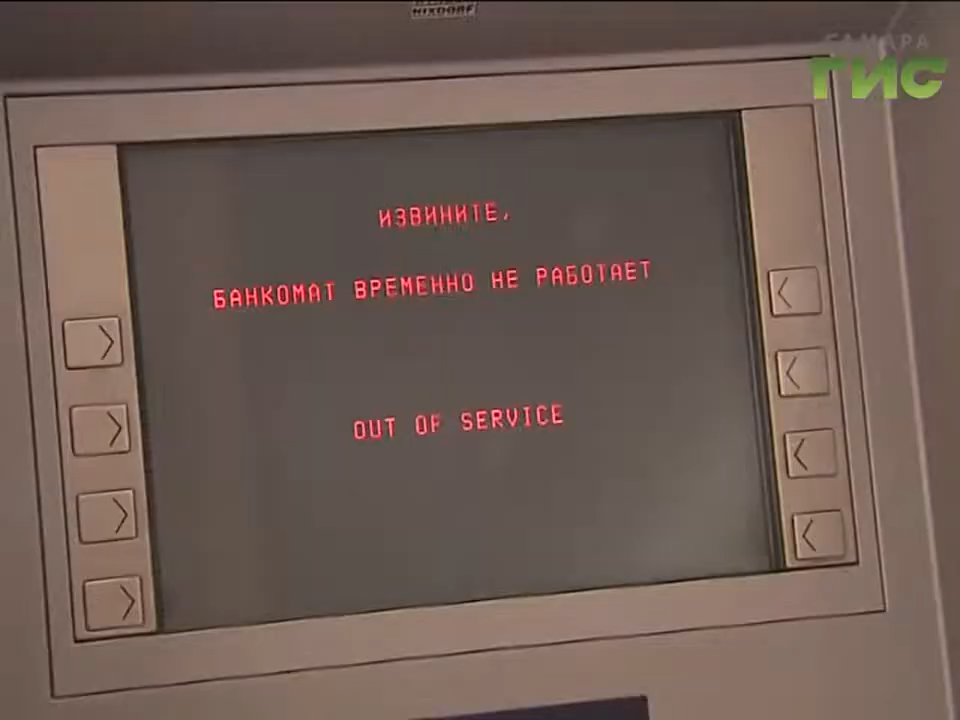 NIXDORF
САМАРА
ГИС
ИЗВИНИТЕ,
БАНКОМАТ ВРЕМЕННО НЕ РАБОТАЕТ
OUT OF SERVICE